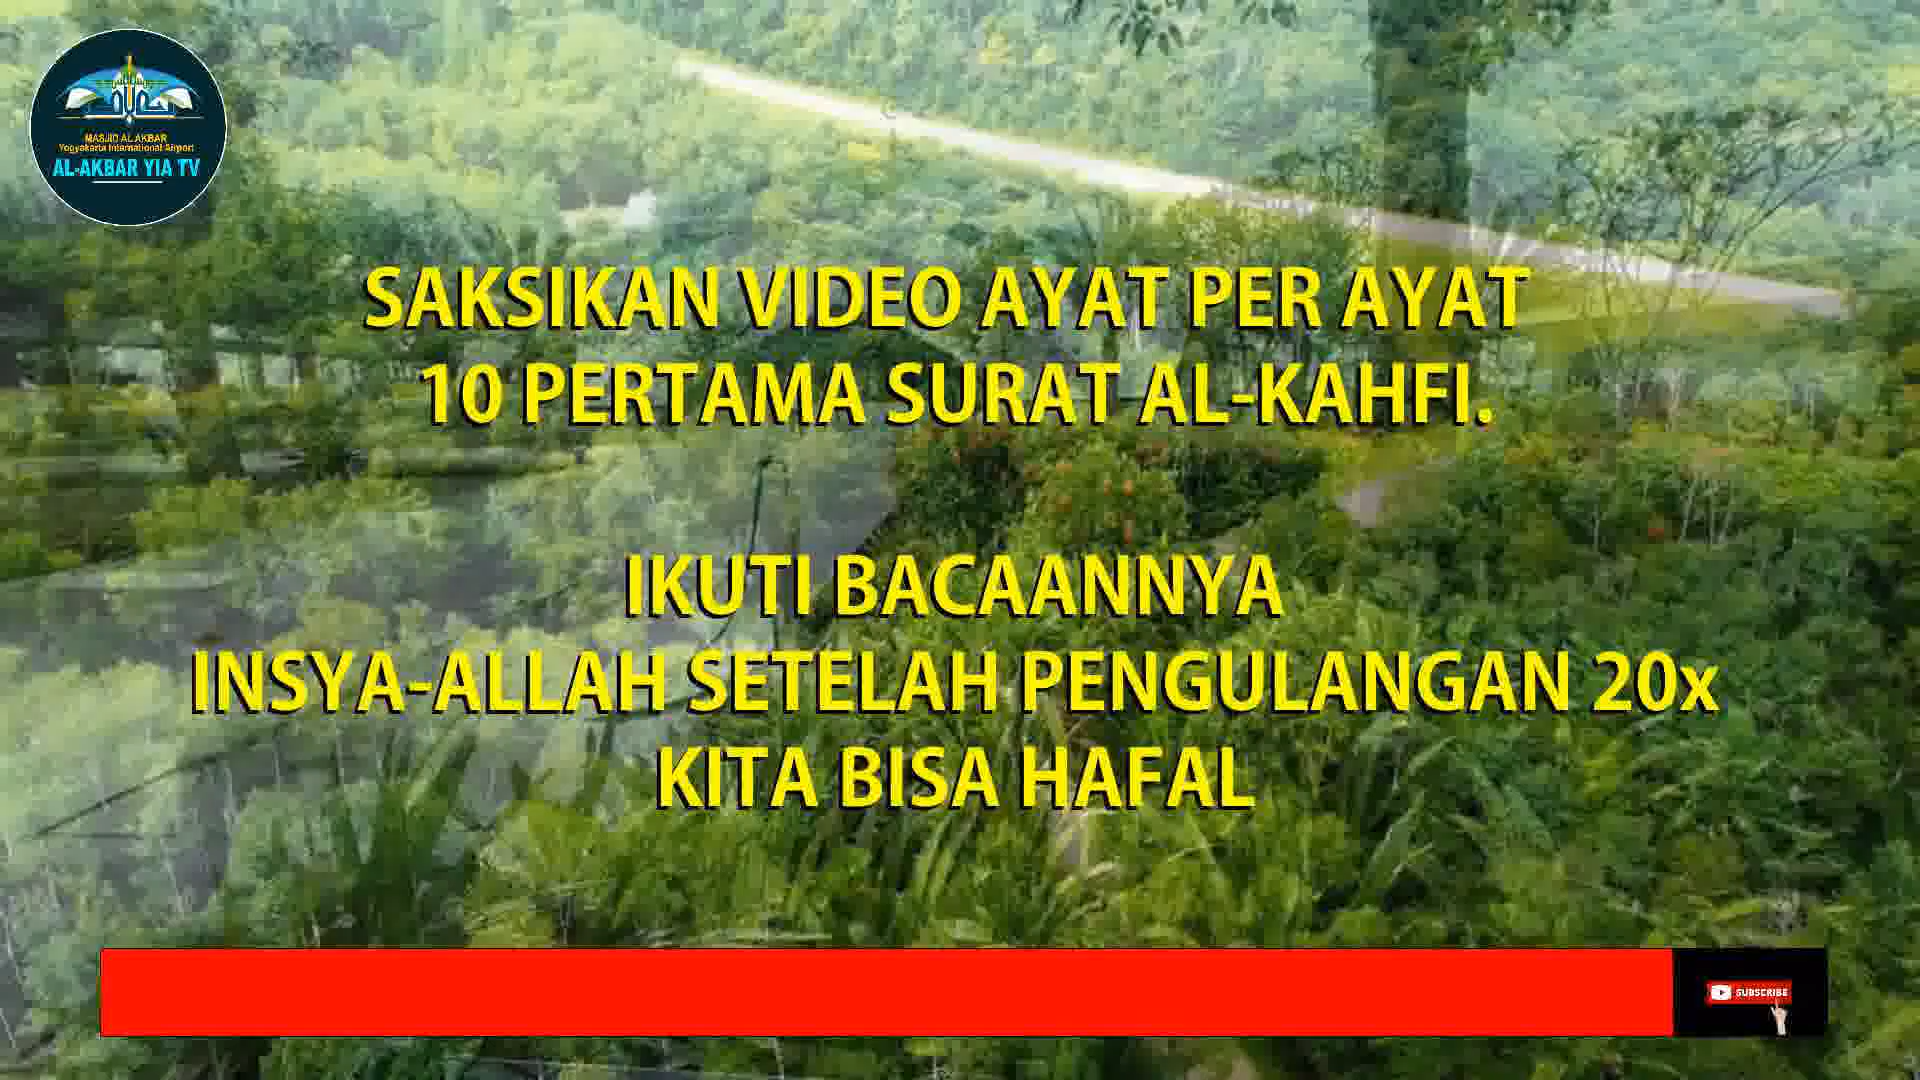 MASJID AL AKBAR
Yogyakarta International Airport
AL-AKBAR YIA TV
SAKSIKAN VIDEO AYAT PER AYAT
10 PERTAMA SURAT AL-KAHFI.
IKUTI BACAANNYA
INSYA-ALLAH SETELAH PENGULANGAN 20x
KITA BISA HAFAL
SUBSCRIBE